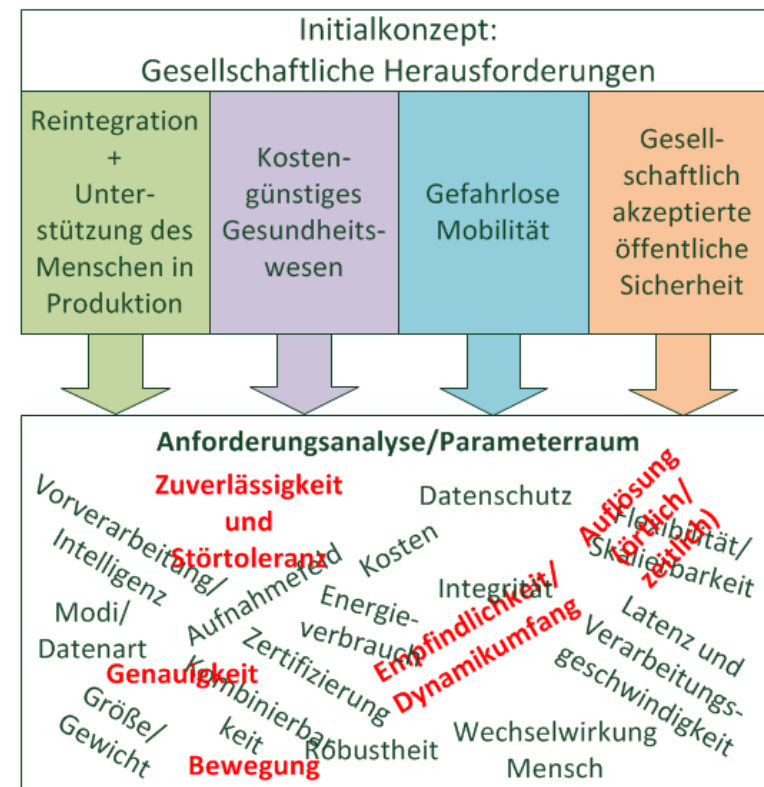 Initialkonzept:
Gesellschaftliche Herausforderungen
Reintegration
+
Unter-
stützung des
Menschen in
Produktion
Kosten-
günstiges
Gesundheits-
wesen
Gefahrlose
Mobilität
Gesell-
schaftlich
akzeptierte
öffentliche
Sicherheit
Anforderungsanalyse/Parameterraum
Vorverarbeitung/
Intelligenz
Zuverlässigkeit
und
Störtoleranz
Datenschutz
Auflösung
(örtlich/
zeitlich)
Flexibilität/
Skalierbarkeit
Kosten
Aufnahmefeld
Energie-
verbrauch
Integrität
Modi/
Datenart
Empfindlichkeit/
Dynamikumfang
Latenz und
Verarbeitungs-
geschwindigkeit
Genauigkeit
Zertifizierung
Kombinierbar-
keit
Größe/
Gewicht
Robustheit
Bewegung
Wechselwirkung
Mensch